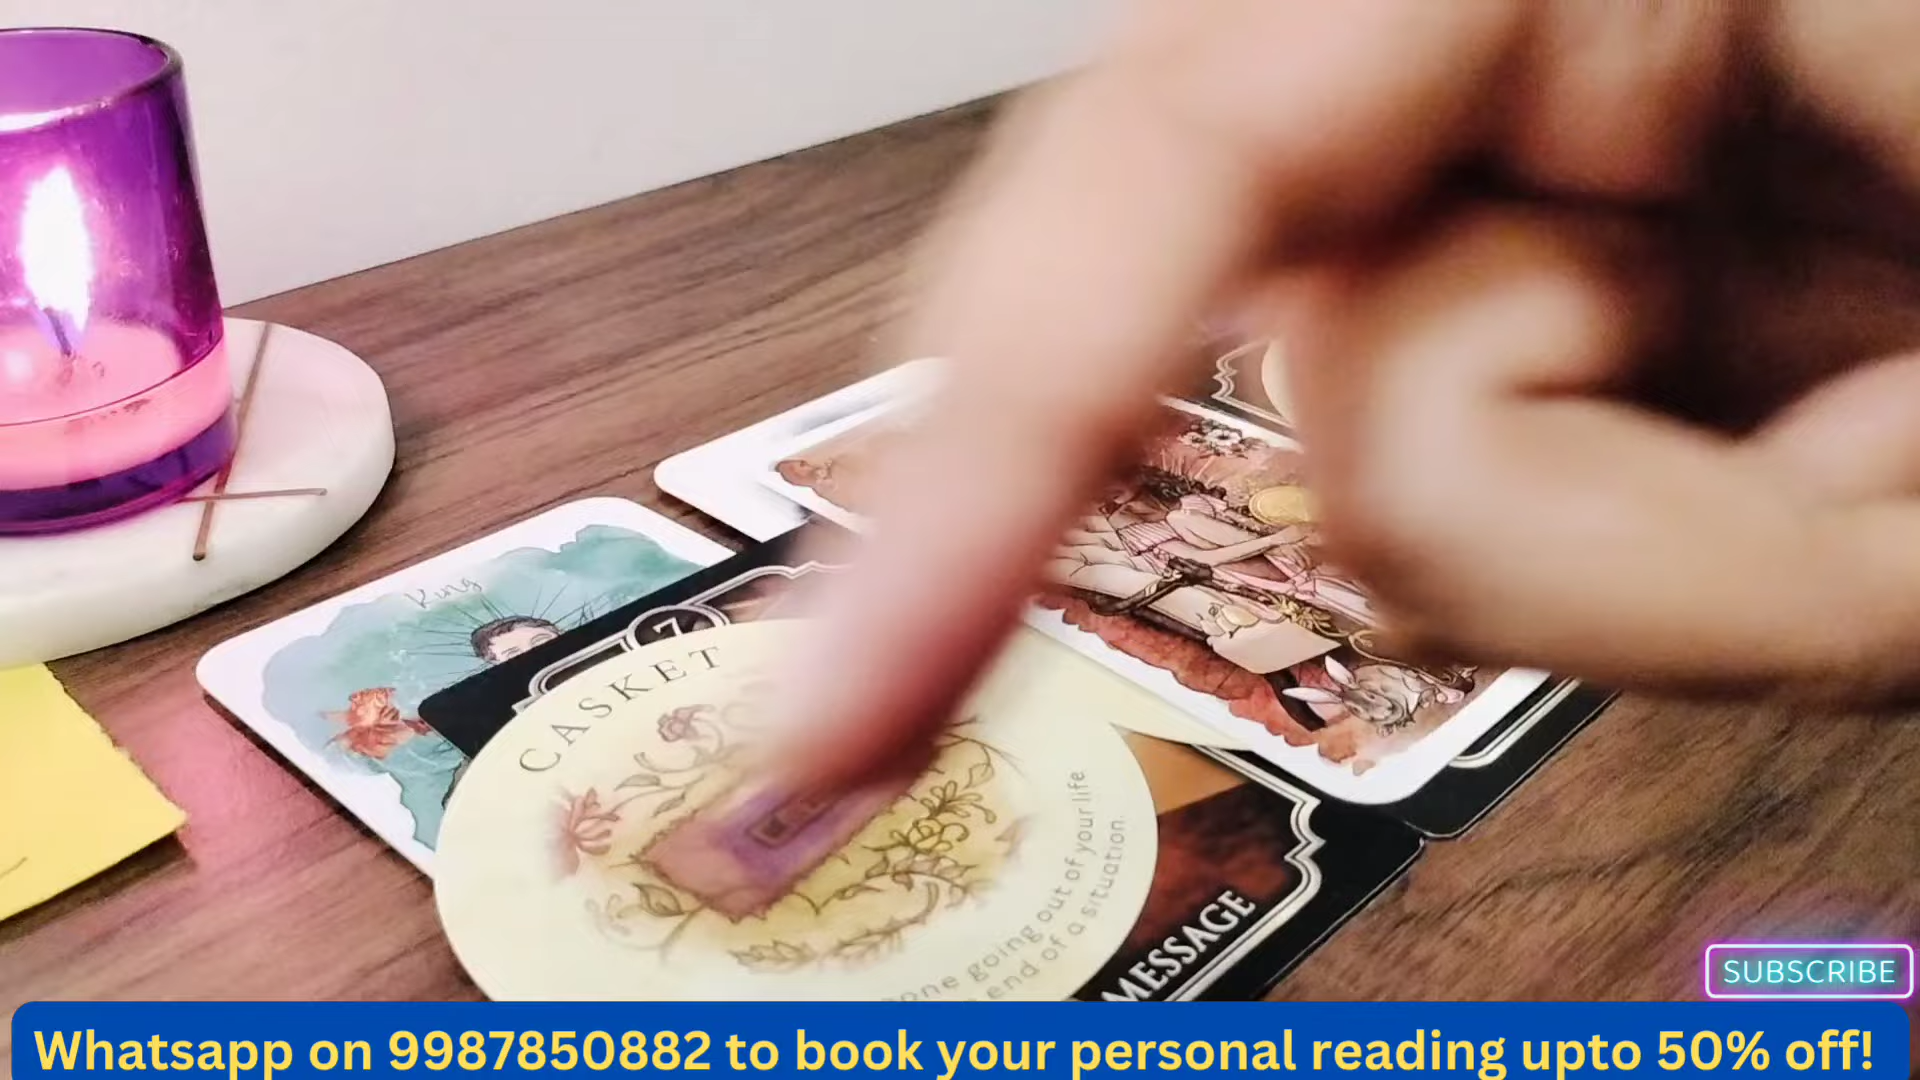 King
7
CASKET
going out of your life
end of a situation.
MESSAGE
SUBSCRIBE
Whatsapp on 9987850882 to book your personal reading upto 50% off!